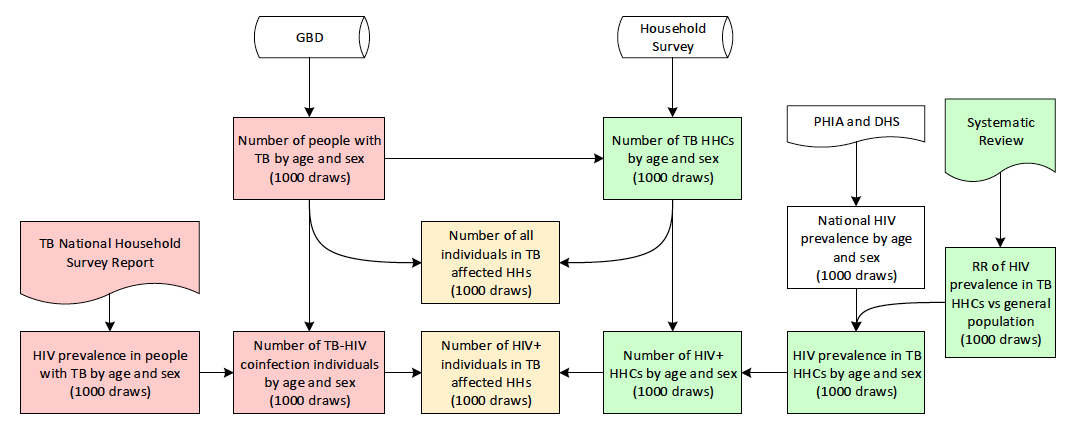 GBD
Household
Survey
Number of people with
TB by age and sex
(1000 draws)
Number of TB HHCs
by age and sex
(1000 draws)
PHIA and DHS
Systematic
Review
TB National Household
Survey Report
Number of all
individuals in TB
affected HHs
(1000 draws)
National HIV
prevalence by age
and sex
(1000 draws)
RR of HIV
prevalence in TB
HHCs vs general
population
(1000 draws)
HIV prevalence in people
with TB by age and sex
(1000 draws)
Number of TB-HIV
coinfection individuals
by age and sex
(1000 draws)
Number of HIV+
individuals in TB
affected HHs
(1000 draws)
Number of HIV+
HHCs by age and sex
(1000 draws)
HIV prevalence in TB
HHCs by age and sex
(1000 draws)